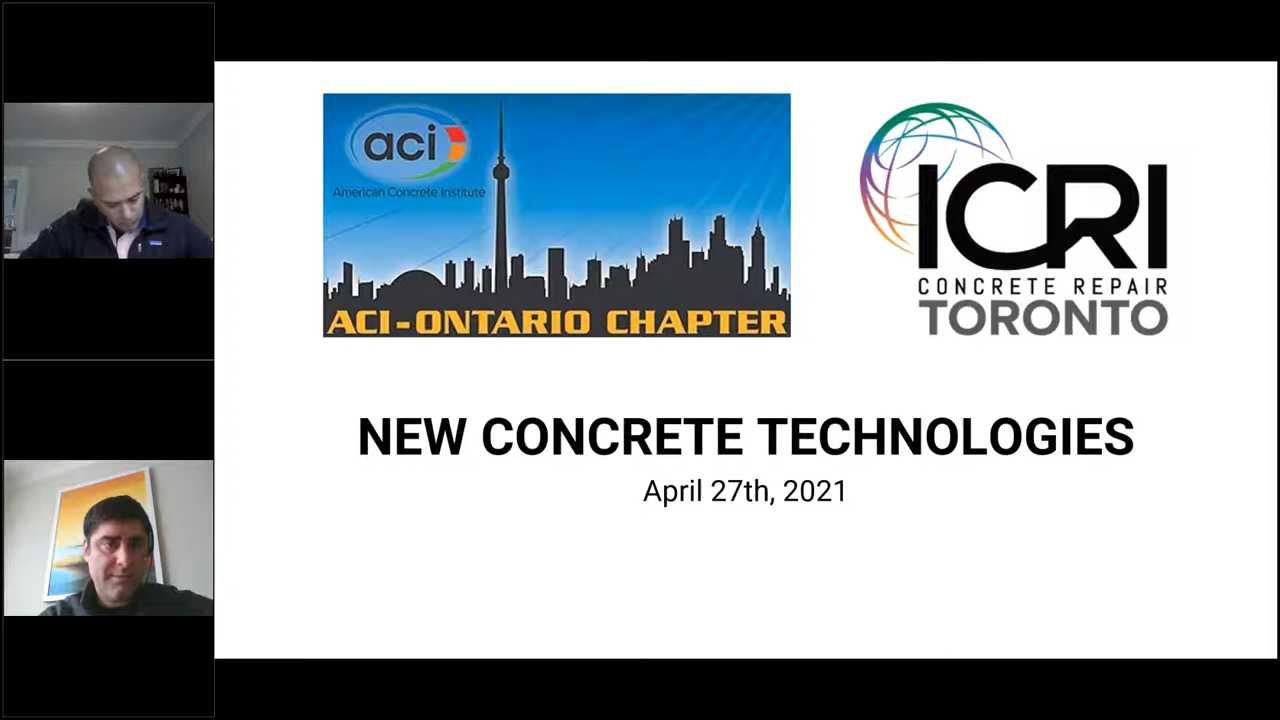 aci
American Concrete Institute
ACI-ONTARIO CHAPTER
ICRI
CONCRETE REPAIR
TORONTO
NEW CONCRETE TECHNOLOGIES
April 27th, 2021